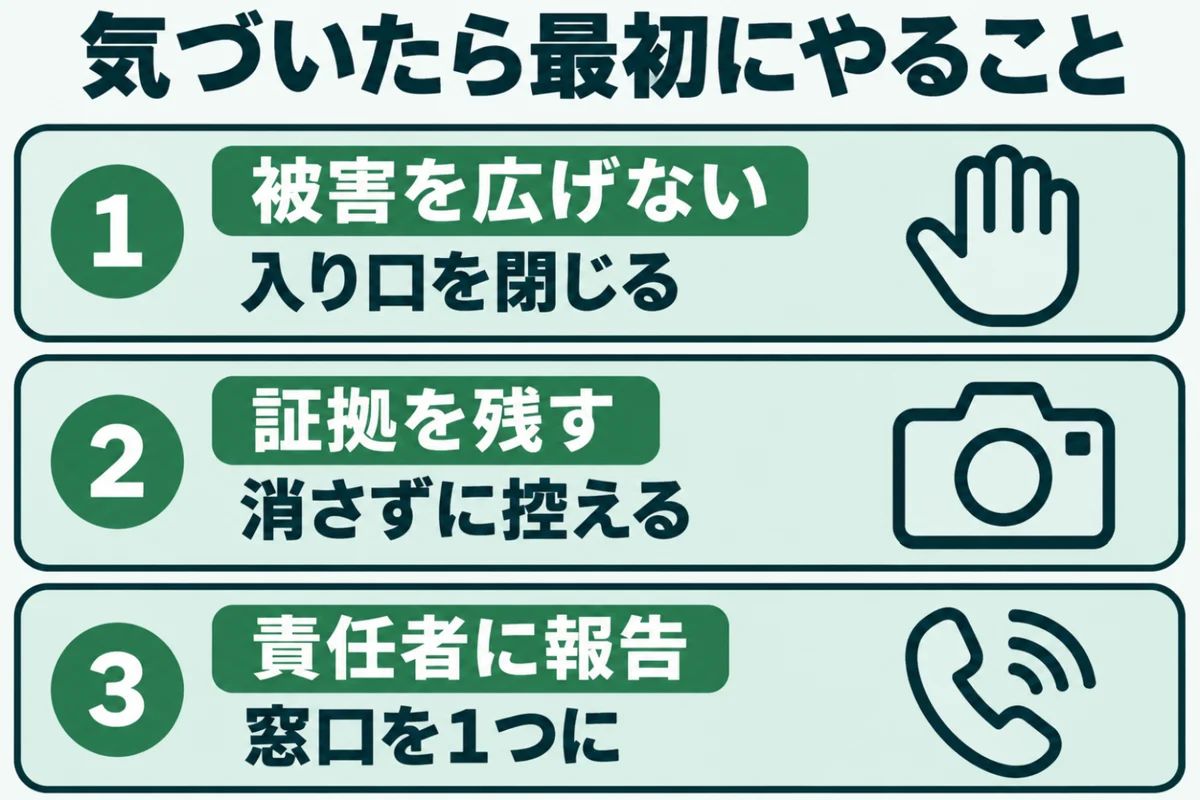 気づいたら最初にやること
1
被害を広げない
入り口を閉じる
2
証拠を残す
消さずに控える
3
責任者に報告
窓口を1つに